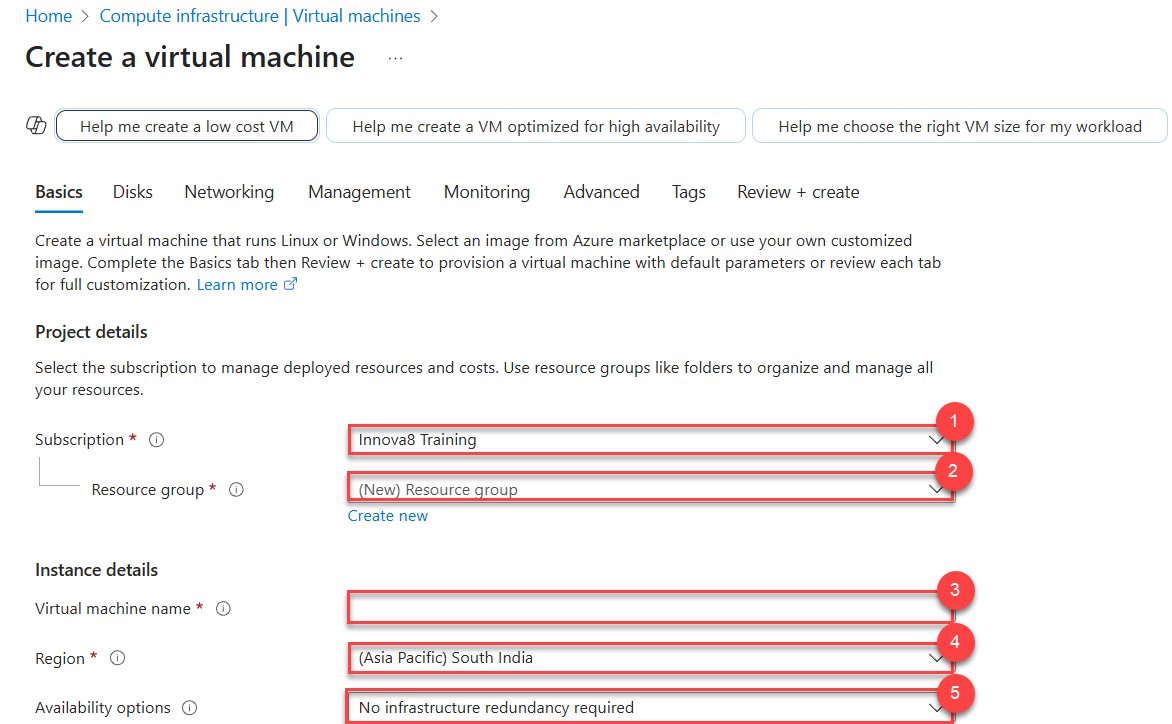 Home > Compute infrastructure | Virtual machines >
Create a virtual machine ...
Help me create a low cost VM Help me create a VM optimized for high availability Help me choose the right VM size for my workload
Basics Disks Networking Management Monitoring Advanced Tags Review + create
Create a virtual machine that runs Linux or Windows. Select an image from Azure marketplace or use your own customized
image. Complete the Basics tab then Review + create to provision a virtual machine with default parameters or review each tab
for full customization. Learn more
Project details
Select the subscription to manage deployed resources and costs. Use resource groups like folders to organize and manage all
your resources.
1
Subscription * Innova8 Training
2
Resource group * (New) Resource group
Create new
Instance details
3
Virtual machine name *
4
Region * (Asia Pacific) South India
5
Availability options No infrastructure redundancy required